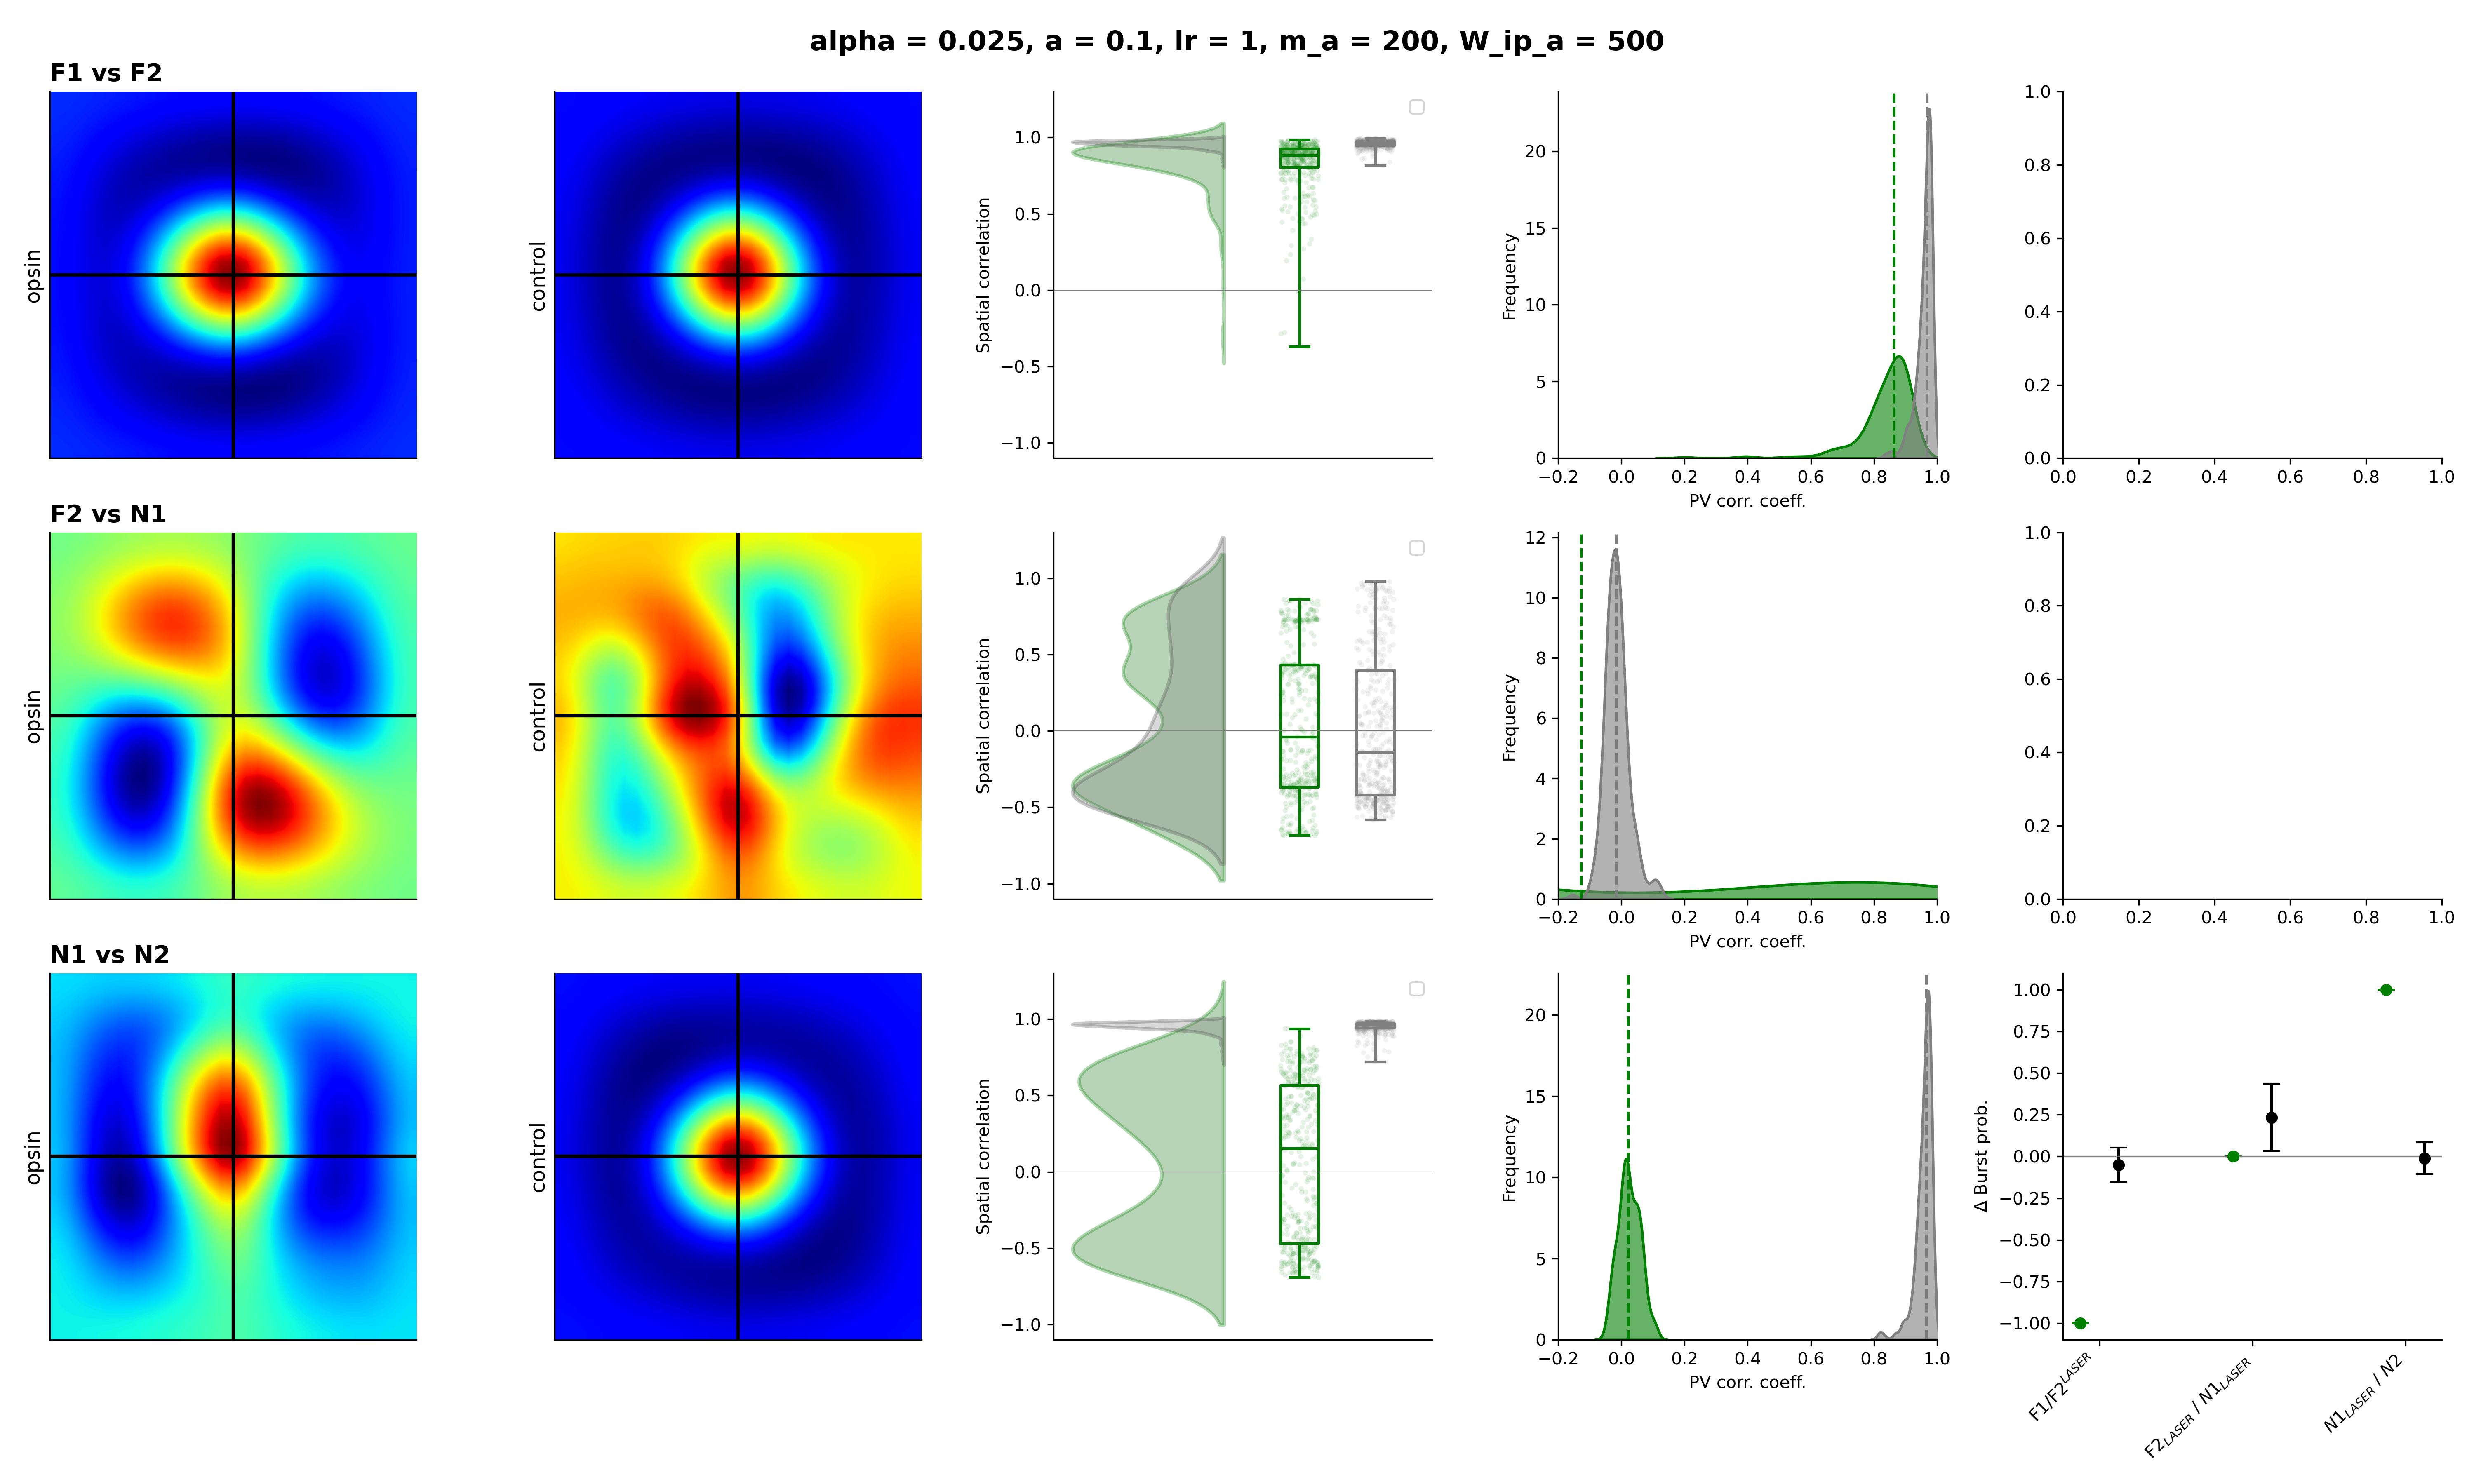 alpha = 0.025, a = 0.1, lr = 1, m_a = 200, W_ip_a = 500
F1 vs F2
opsin
control
Spatial correlation
1.0
0.5
0.0
−0.5
−1.0
Frequency
20
15
10
5
0
−0.2 0.0 0.2 0.4 0.6 0.8 1.0
PV corr. coeff.
1.0
0.8
0.6
0.4
0.2
0.0
0.0 0.2 0.4 0.6 0.8 1.0
F2 vs N1
opsin
control
Spatial correlation
1.0
0.5
0.0
−0.5
−1.0
Frequency
12
10
8
6
4
2
0
−0.2 0.0 0.2 0.4 0.6 0.8 1.0
PV corr. coeff.
1.0
0.8
0.6
0.4
0.2
0.0
0.0 0.2 0.4 0.6 0.8 1.0
N1 vs N2
opsin
control
Spatial correlation
1.0
0.5
0.0
−0.5
−1.0
Frequency
20
15
10
5
0
−0.2 0.0 0.2 0.4 0.6 0.8 1.0
PV corr. coeff.
Δ Burst prob.
1.00
0.75
0.50
0.25
0.00
−0.25
−0.50
−0.75
−1.00
F1/F2^LASER
F2_LASER / N1_LASER
N1_LASER / N2